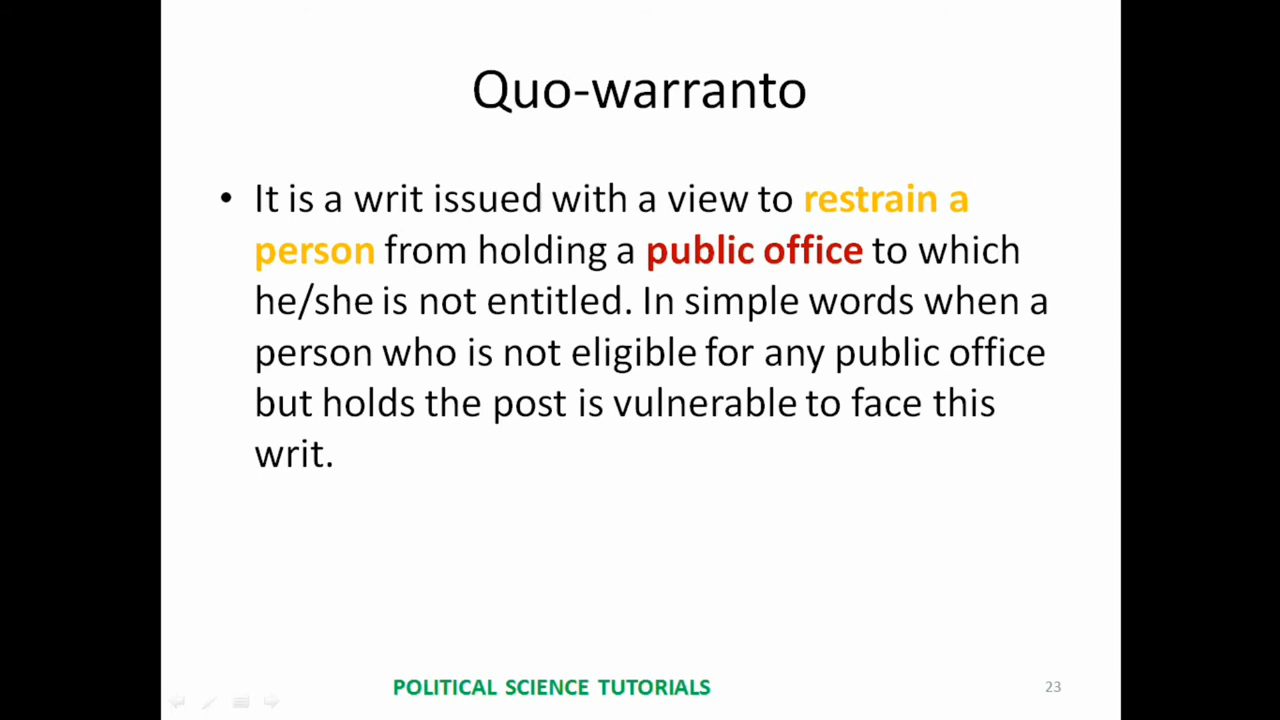 Quo-warranto
• It is a writ issued with a view to restrain a
person from holding a public office to which
he/she is not entitled. In simple words when a
person who is not eligible for any public office
but holds the post is vulnerable to face this
writ.
POLITICAL SCIENCE TUTORIALS
23